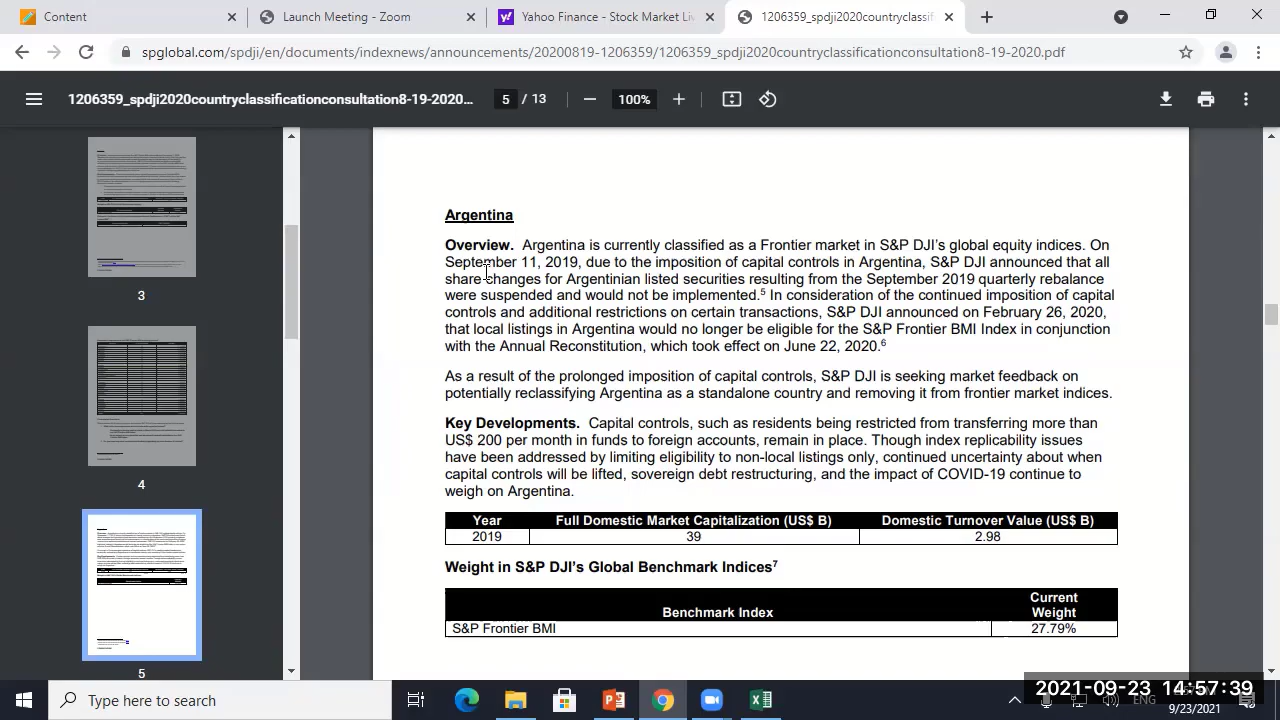 Content
Launch Meeting - Zoom
Yahoo Finance - Stock Market Li
1206359_spdji2020countryclassifi
spglobal.com/spdji/en/documents/indexnews/announcements/20200819-1206359/1206359_spdji2020countryclassificationconsultation8-19-2020.pdf
1206359_spdji2020countryclassificationconsultation8-19-2020...
5 / 13
100%
3
4
5
Argentina
Overview. Argentina is currently classified as a Frontier market in S&P DJI's global equity indices. On
September 11, 2019, due to the imposition of capital controls in Argentina, S&P DJI announced that all
share changes for Argentinian listed securities resulting from the September 2019 quarterly rebalance
were suspended and would not be implemented.⁵ In consideration of the continued imposition of capital
controls and additional restrictions on certain transactions, S&P DJI announced on February 26, 2020,
that local listings in Argentina would no longer be eligible for the S&P Frontier BMI Index in conjunction
with the Annual Reconstitution, which took effect on June 22, 2020.⁶
As a result of the prolonged imposition of capital controls, S&P DJI is seeking market feedback on
potentially reclassifying Argentina as a standalone country and removing it from frontier market indices.
Key Developments. Capital controls, such as residents being restricted from transferring more than
US$ 200 per month in funds to foreign accounts, remain in place. Though index replicability issues
have been addressed by limiting eligibility to non-local listings only, continued uncertainty about when
capital controls will be lifted, sovereign debt restructuring, and the impact of COVID-19 continue to
weigh on Argentina.
Year Full Domestic Market Capitalization (US$ B) Domestic Turnover Value (US$ B)
2019 39 2.98
Weight in S&P DJI's Global Benchmark Indices⁷
Benchmark Index Current Weight
S&P Frontier BMI 27.79%
Type here to search
ENG
2021-09-23 14:57:39
9/23/2021